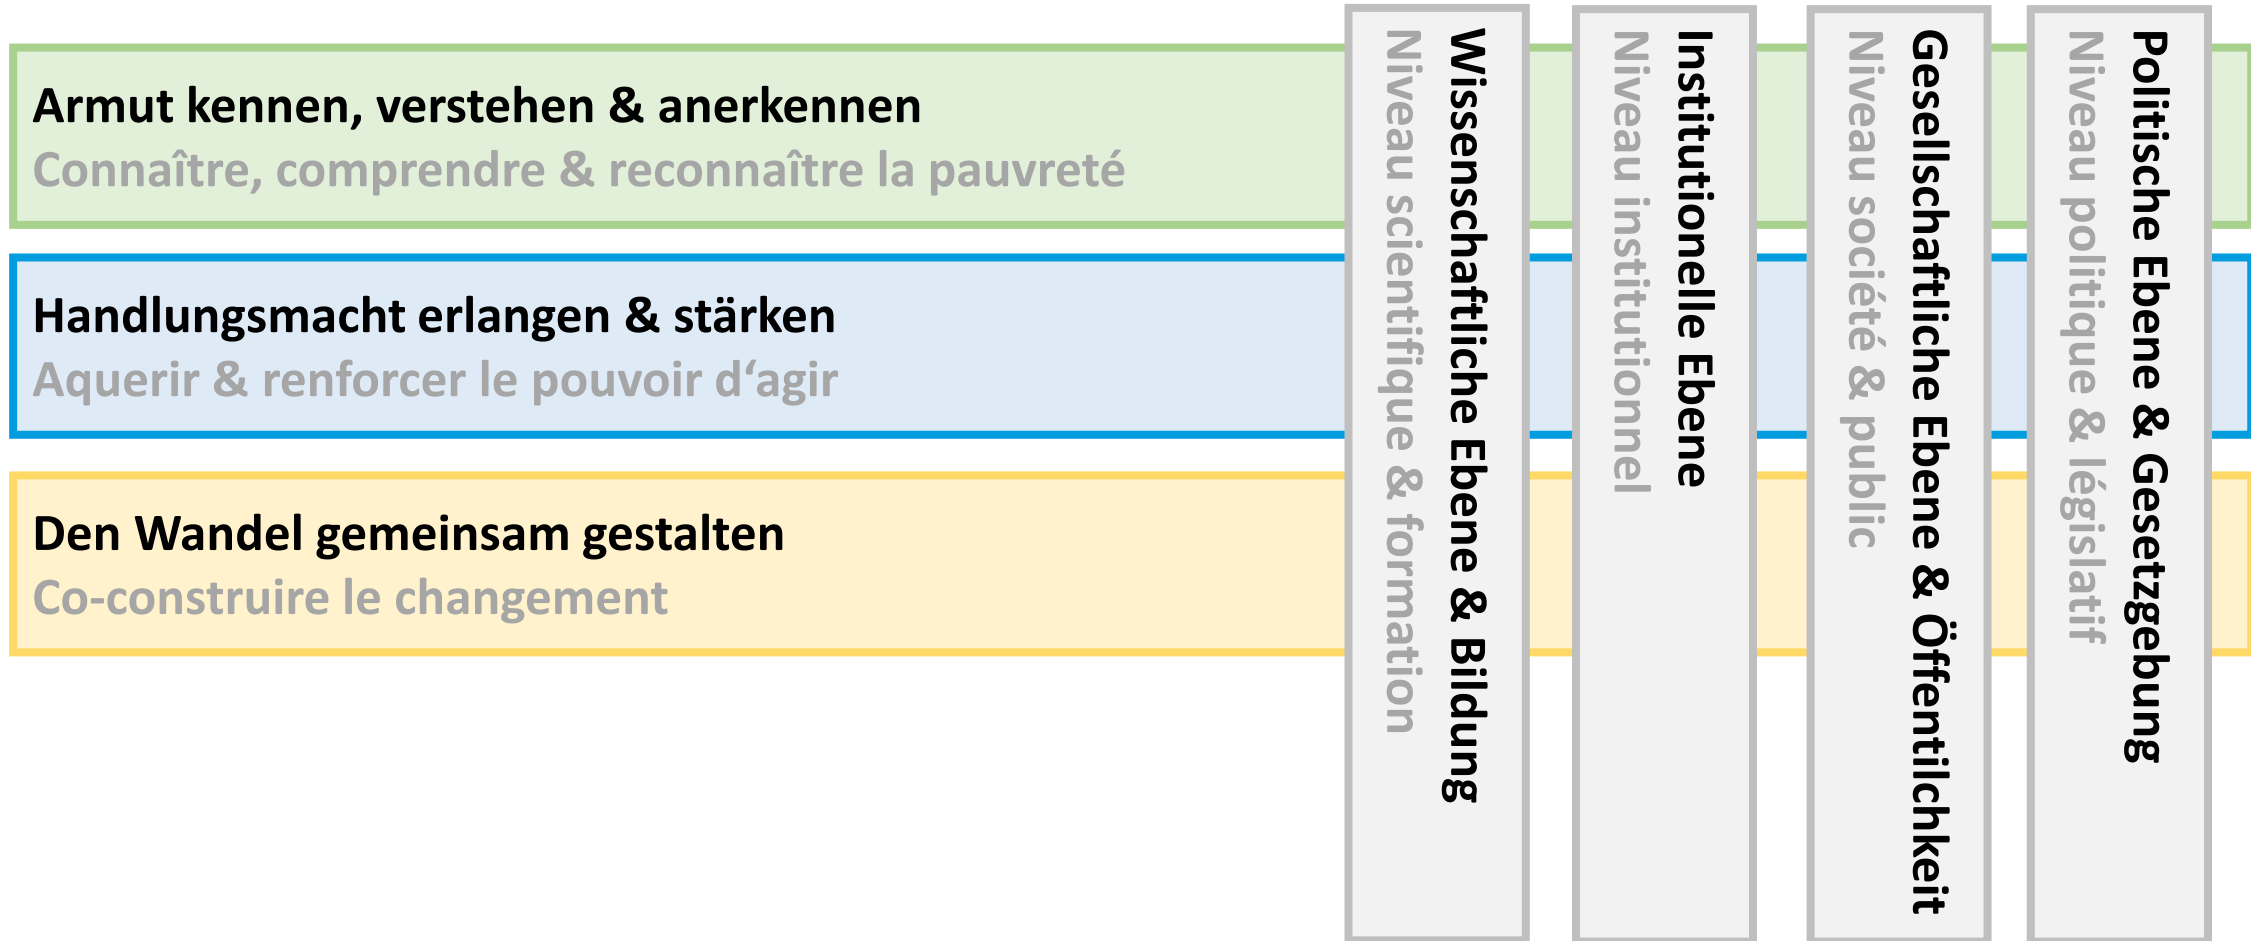 Armut kennen, verstehen & anerkennen
Connaître, comprendre & reconnaître la pauvreté
Handlungsmacht erlangen & stärken
Aquerir & renforcer le pouvoir d‘agir
Den Wandel gemeinsam gestalten
Co-construire le changement
Wissenschaftliche Ebene & Bildung
Niveau scientifique & formation
Institutionelle Ebene
Niveau institutionnel
Gesellschaftliche Ebene & Öffentilchkeit
Niveau société & public
Politische Ebene & Gesetzgebung
Niveau politique & législatif